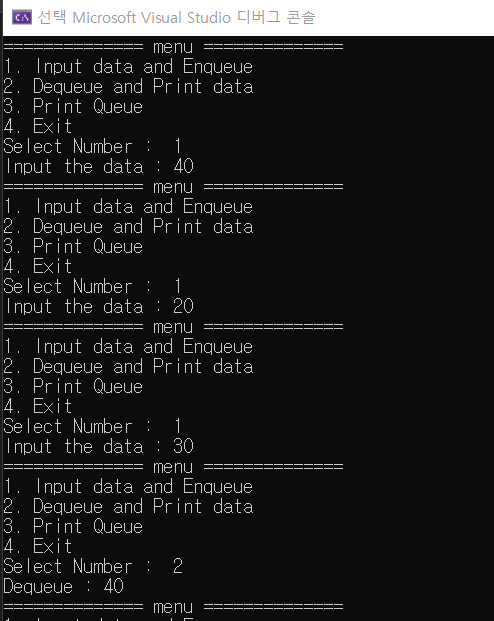 선택 Microsoft Visual Studio 디버그 콘솔
============== menu ==============
1. Input data and Enqueue
2. Dequeue and Print data
3. Print Queue
4. Exit
Select Number :  1
Input the data : 40
============== menu ==============
1. Input data and Enqueue
2. Dequeue and Print data
3. Print Queue
4. Exit
Select Number :  1
Input the data : 20
============== menu ==============
1. Input data and Enqueue
2. Dequeue and Print data
3. Print Queue
4. Exit
Select Number :  1
Input the data : 30
============== menu ==============
1. Input data and Enqueue
2. Dequeue and Print data
3. Print Queue
4. Exit
Select Number :  2
Dequeue : 40
============== menu ==============